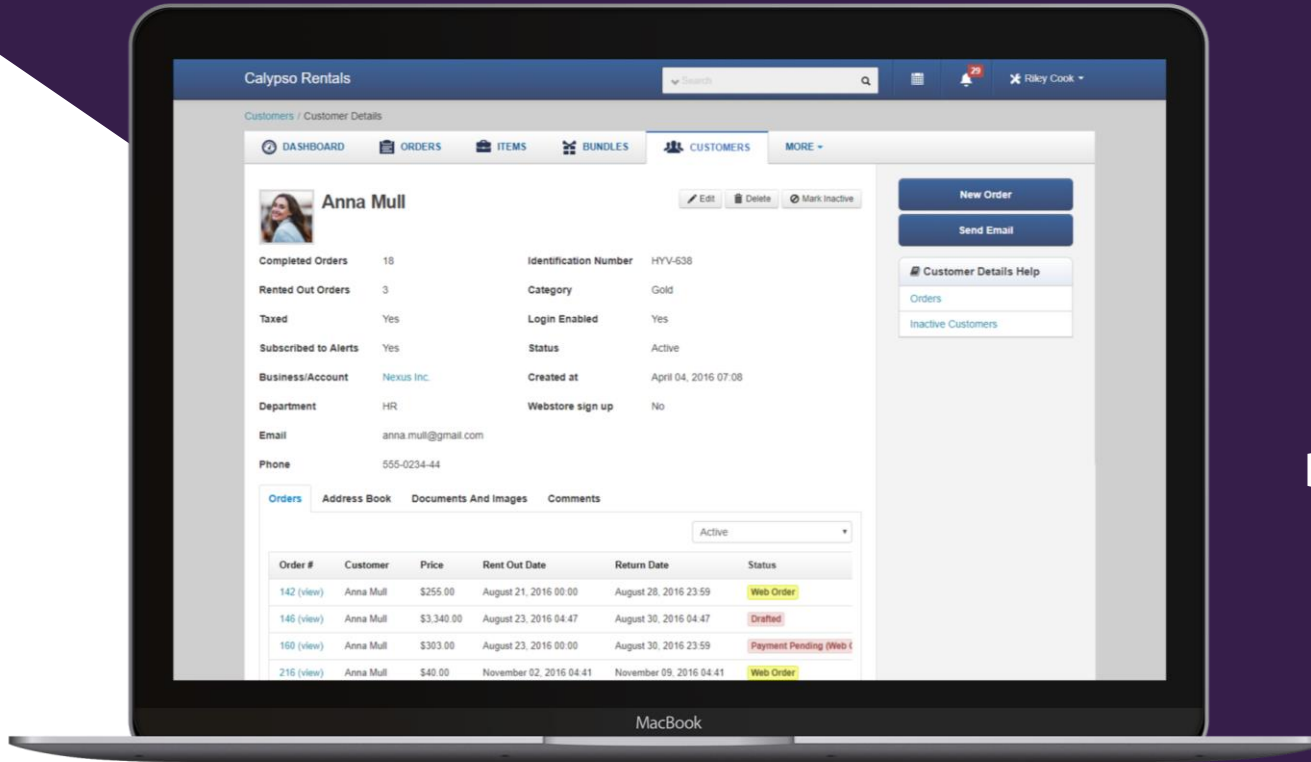 Calypso Rentals
Search
29
Riley Cook
Customers / Customer Details
DASHBOARD ORDERS ITEMS BUNDLES CUSTOMERS MORE
Anna Mull
Edit Delete Mark Inactive
New Order
Send Email
Customer Details Help
Orders
Inactive Customers
Completed Orders 18 Identification Number HYV-638
Rented Out Orders 3 Category Gold
Taxed Yes Login Enabled Yes
Subscribed to Alerts Yes Status Active
Business/Account Nexus Inc. Created at April 04, 2016 07:08
Department HR Webstore sign up No
Email anna.mull@gmail.com
Phone 555-0234-44
Orders Address Book Documents And Images Comments
Active
Order # Customer Price Rent Out Date Return Date Status
142 (view) Anna Mull $255.00 August 21, 2016 00:00 August 28, 2016 23:59 Web Order
146 (view) Anna Mull $3,340.00 August 23, 2016 04:47 August 30, 2016 04:47 Drafted
160 (view) Anna Mull $303.00 August 23, 2016 00:00 August 30, 2016 23:59 Payment Pending (Web
216 (view) Anna Mull $40.00 November 02, 2016 04:41 November 09, 2016 04:41 Web Order
MacBook